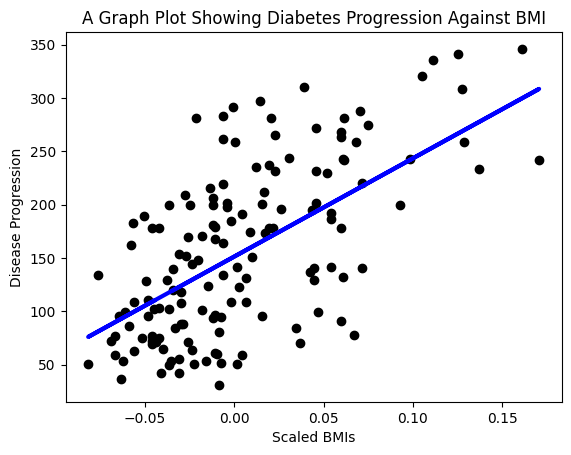 A Graph Plot Showing Diabetes Progression Against BMI
350
300
250
200
150
100
50
Disease Progression
−0.05 0.00 0.05 0.10 0.15
Scaled BMIs